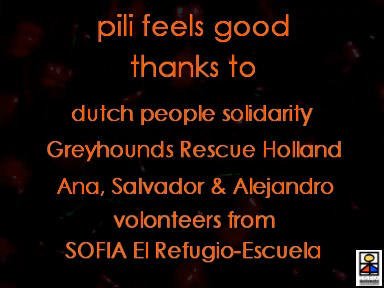 pili feels good
thanks to
dutch people solidarity
Greyhounds Rescue Holland
Ana, Salvador & Alejandro
volonteers from
SOFIA El Refugio-Escuela